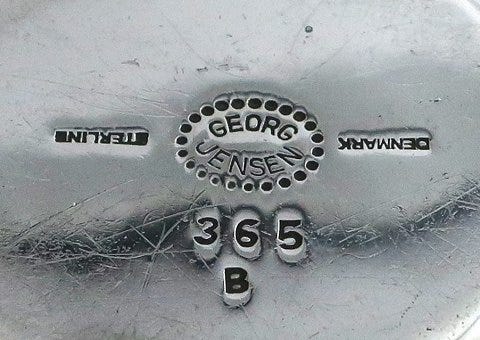 GEORG
JENSEN
STERLING
DENMARK
365
B